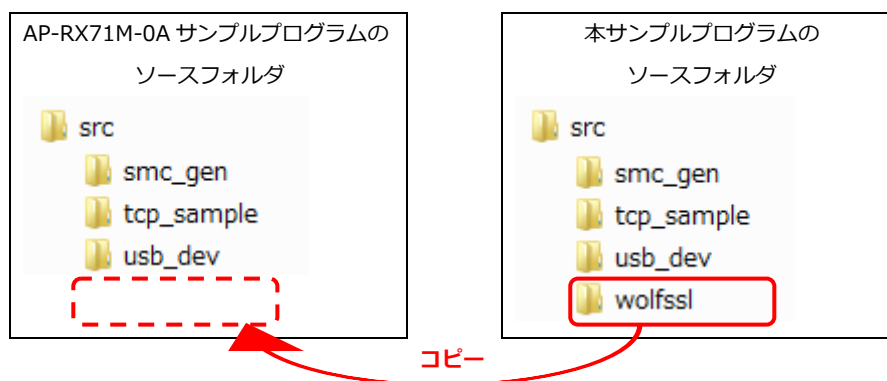 AP-RX71M-0A サンプルプログラムの
ソースフォルダ
src
smc_gen
tcp_sample
usb_dev
本サンプルプログラムの
ソースフォルダ
src
smc_gen
tcp_sample
usb_dev
wolfssl
コピー